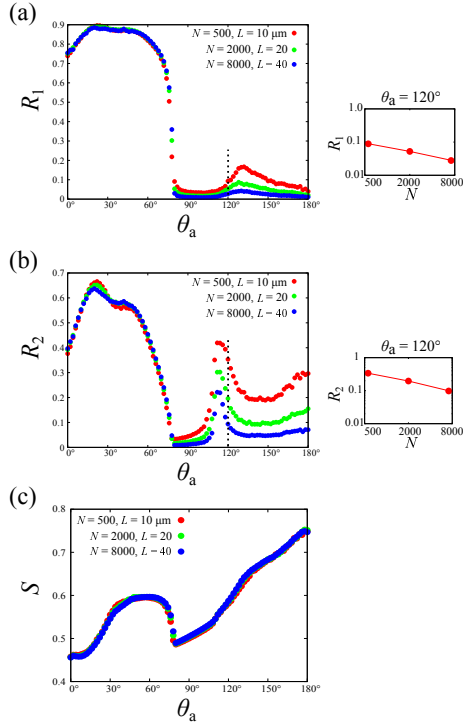 (a)
1
0.9
0.8
0.7
0.6
0.5
0.4
0.3
0.2
0.1
0
R1
N = 500, L = 10 μm
N = 2000, L = 20
N = 8000, L − 40
0° 30° 60° 90° 120° 150° 180°
θa
θa = 120°
1.0
0.1
0.01
R1
500 2000 8000
N
(b)
0.7
0.6
0.5
0.4
0.3
0.2
0.1
0
R2
N = 500, L = 10 μm
N = 2000, L = 20
N = 8000, L − 40
0° 30° 60° 90° 120° 150° 180°
θa
θa = 120°
1
0.1
0.01
R2
500 2000 8000
N
(c)
0.8
0.7
0.6
0.5
0.4
S
N = 500, L = 10 μm
N = 2000, L = 20
N = 8000, L − 40
0° 30° 60° 90° 120° 150° 180°
θa